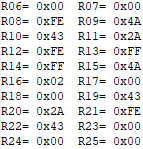 R06= 0x00 R07= 0x00
R08= 0xFE R09= 0x4A
R10= 0x43 R11= 0x2A
R12= 0xFE R13= 0xFF
R14= 0xFF R15= 0x4A
R16= 0x02 R17= 0x00
R18= 0x00 R19= 0x43
R20= 0x2A R21= 0xFE
R22= 0x43 R23= 0x00
R24= 0x00 R25= 0x00